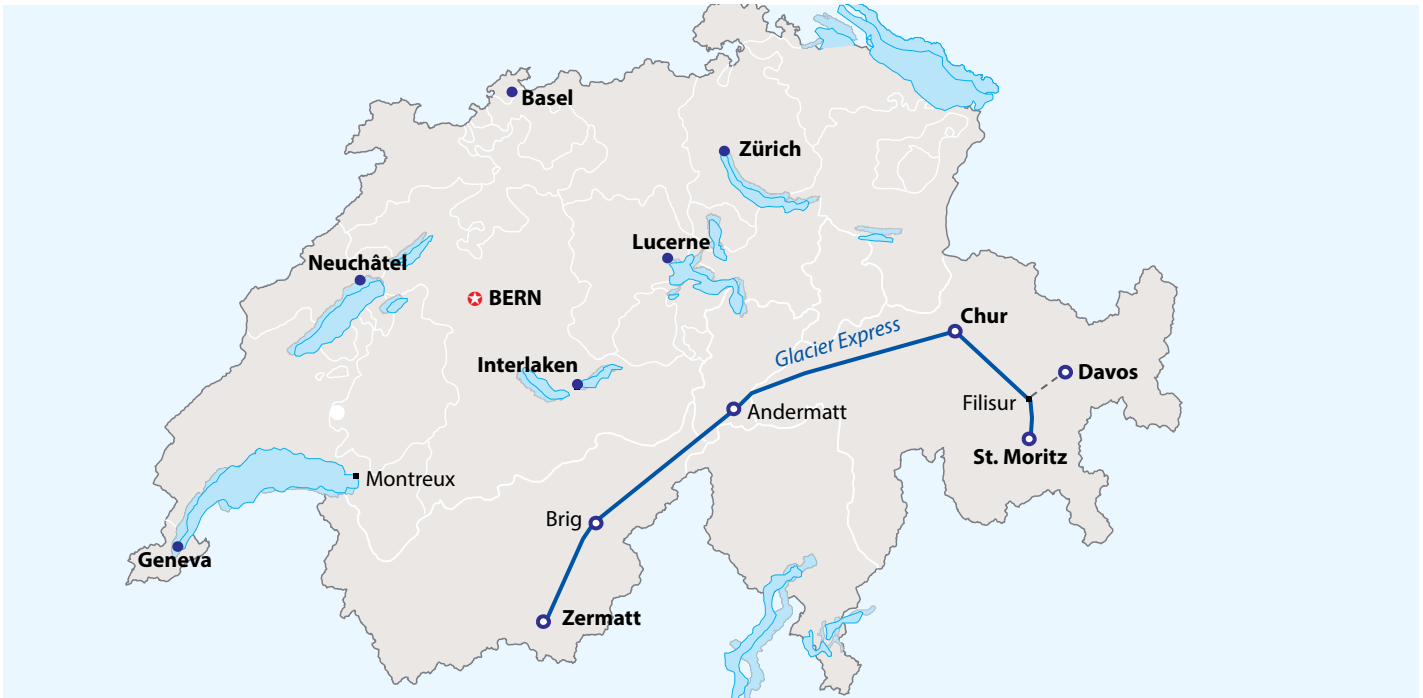 Basel
Zürich
Lucerne
Neuchâtel
BERN
Chur
Glacier Express
Interlaken
Davos
Filisur
Andermatt
St. Moritz
Montreux
Brig
Geneva
Zermatt